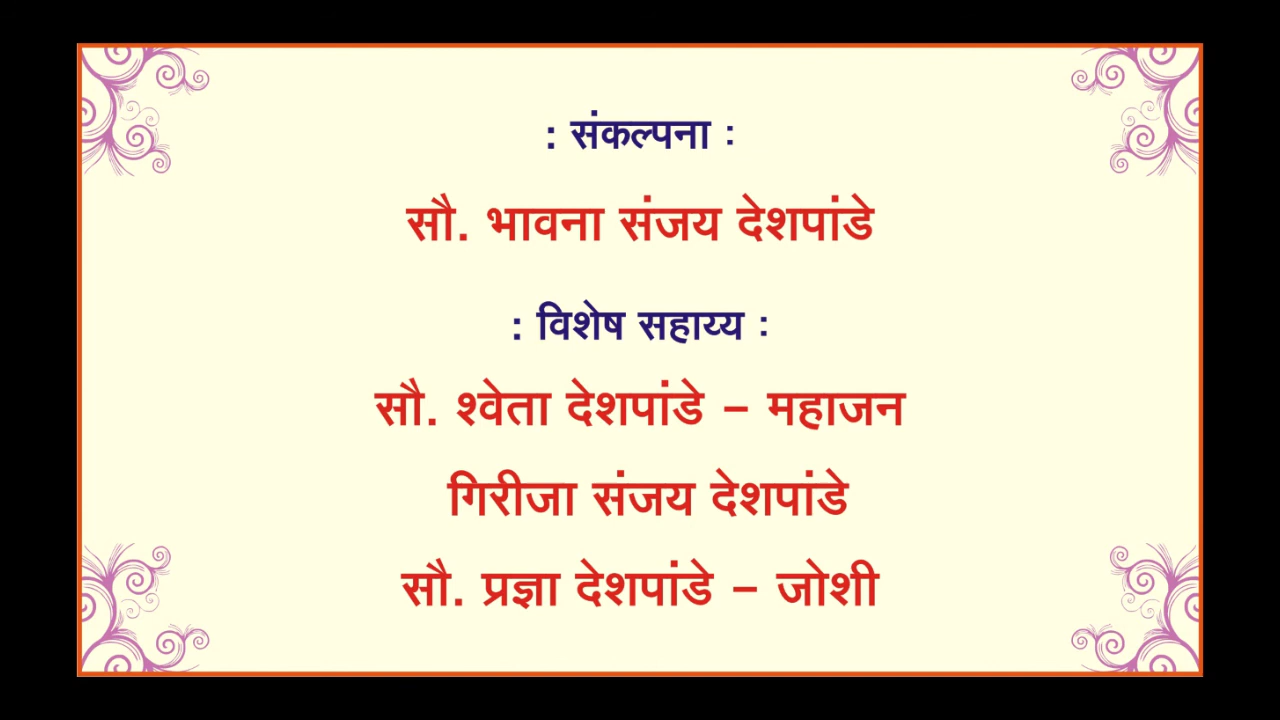 : संकल्पना :
सौ. भावना संजय देशपांडे
: विशेष सहाय्य :
सौ. श्वेता देशपांडे – महाजन
गिरीजा संजय देशपांडे
सौ. प्रज्ञा देशपांडे – जोशी